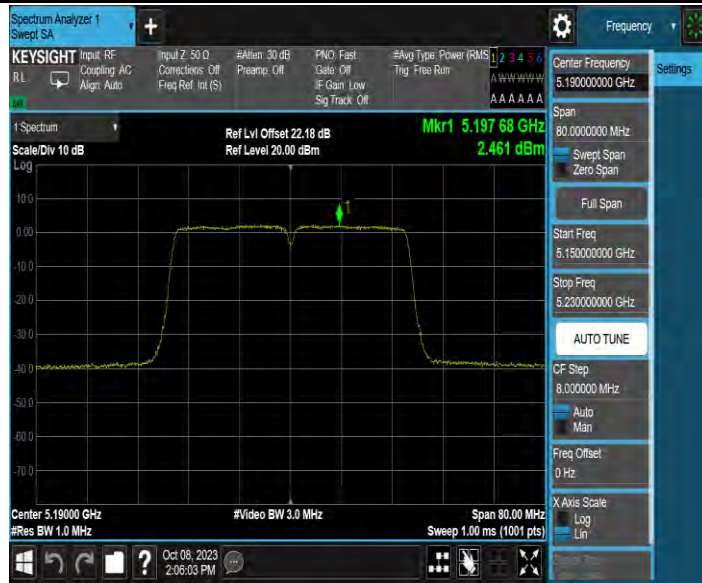 Spectrum Analyzer 1
Swept SA
Frequency
KEYSIGHT
RL
Input: RF
Coupling: AC
Align: Auto
Input Z: 50 Ω
Corrections: Off
Freq Ref: Int (S)
#Atten: 30 dB
Preamp: Off
PNO: Fast
Gate: Off
IF Gain: Low
Sig Track: Off
#Avg Type: Power (RMS
Trig: Free Run
1 2 3 4 5 6
A W W W W W
A A A A A A
1 Spectrum
Scale/Div 10 dB
Log
Ref Lvl Offset 22.18 dB
Ref Level 20.00 dBm
Mkr1 5.197 68 GHz
2.461 dBm
10.0
0.00
-10.0
-20.0
-30.0
-40.0
-50.0
-60.0
-70.0
1
Center 5.19000 GHz
#Res BW 1.0 MHz
#Video BW 3.0 MHz
Span 80.00 MHz
Sweep 1.00 ms (1001 pts)
Center Frequency
5.190000000 GHz
Settings
Span
80.0000000 MHz
Swept Span
Zero Span
Full Span
Start Freq
5.150000000 GHz
Stop Freq
5.230000000 GHz
AUTO TUNE
CF Step
8.000000 MHz
Auto
Man
Freq Offset
0 Hz
X Axis Scale
Log
Lin
?
Oct 08, 2023
2:06:03 PM